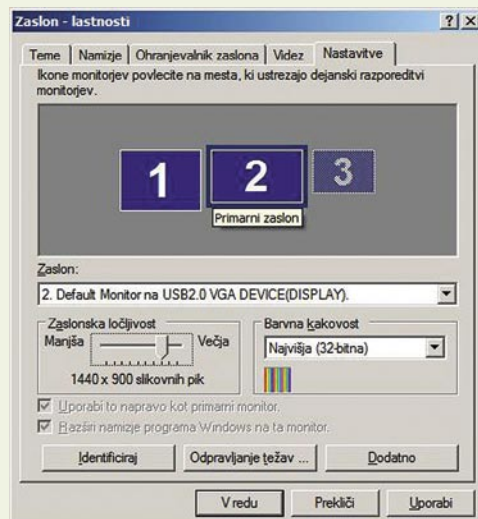 Zaslon - lastnosti
Teme Namizje Ohranjevalnik zaslona Videz Nastavitve
Ikone monitorjev povlecite na mesta, ki ustrezajo dejanski razporeditvi
monitorjev.
1 2 3
Primarni zaslon
Zaslon:
2. Default Monitor na USB2.0 VGA DEVICE(DISPLAY).
Zaslonska ločljivost
Manjša Večja
1440 x 900 slikovnih pik
Barvna kakovost
Najvišja (32-bitna)
Uporabi to napravo kot primarni monitor.
Razširi namizje programa Windows na ta monitor.
Identificiraj Odpravljanje težav ... Dodatno
V redu Prekliči Uporabi